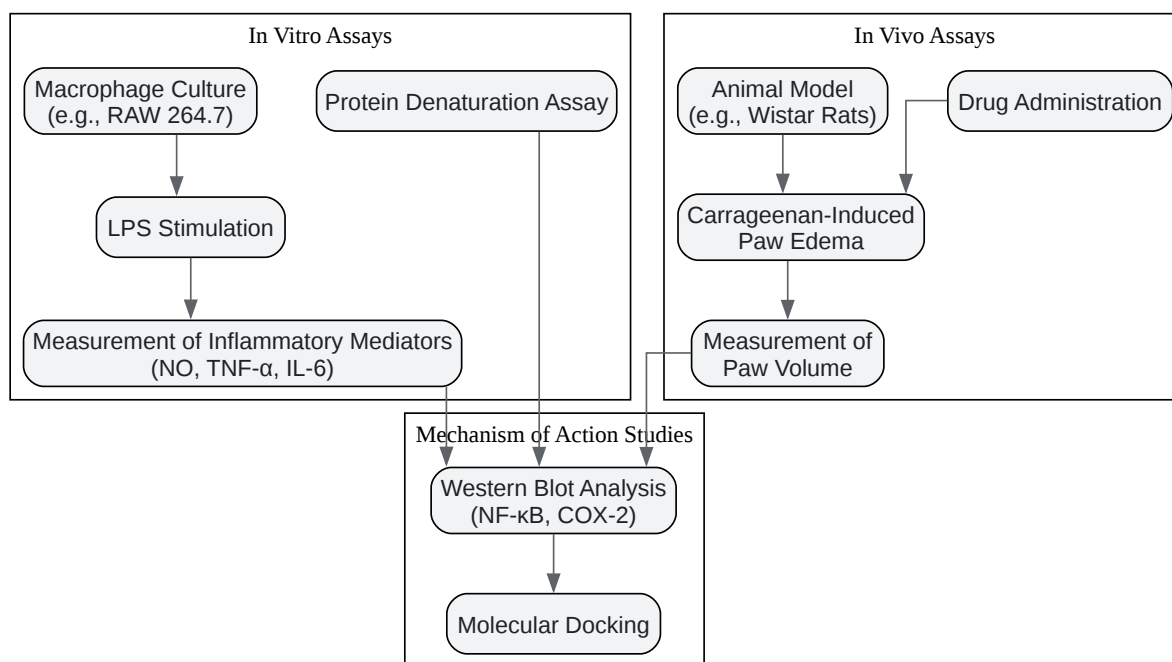 In Vitro Assays
Macrophage Culture
(e.g., RAW 264.7)
Protein Denaturation Assay
LPS Stimulation
Measurement of Inflammatory Mediators
(NO, TNF-α, IL-6)
In Vivo Assays
Animal Model
(e.g., Wistar Rats)
Drug Administration
Carrageenan-Induced
Paw Edema
Measurement of
Paw Volume
Mechanism of Action Studies
Western Blot Analysis
(NF-κB, COX-2)
Molecular Docking